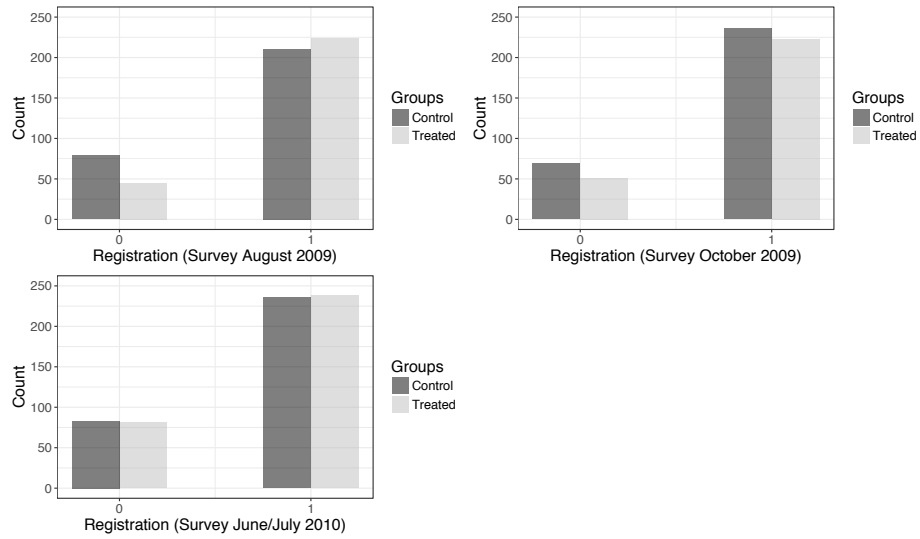 250
200
150
100
50
0
Count
0
1
Registration (Survey August 2009)
Groups
Control
Treated
250
200
150
100
50
0
Count
0
1
Registration (Survey October 2009)
Groups
Control
Treated
250
200
150
100
50
0
Count
0
1
Registration (Survey June/July 2010)
Groups
Control
Treated